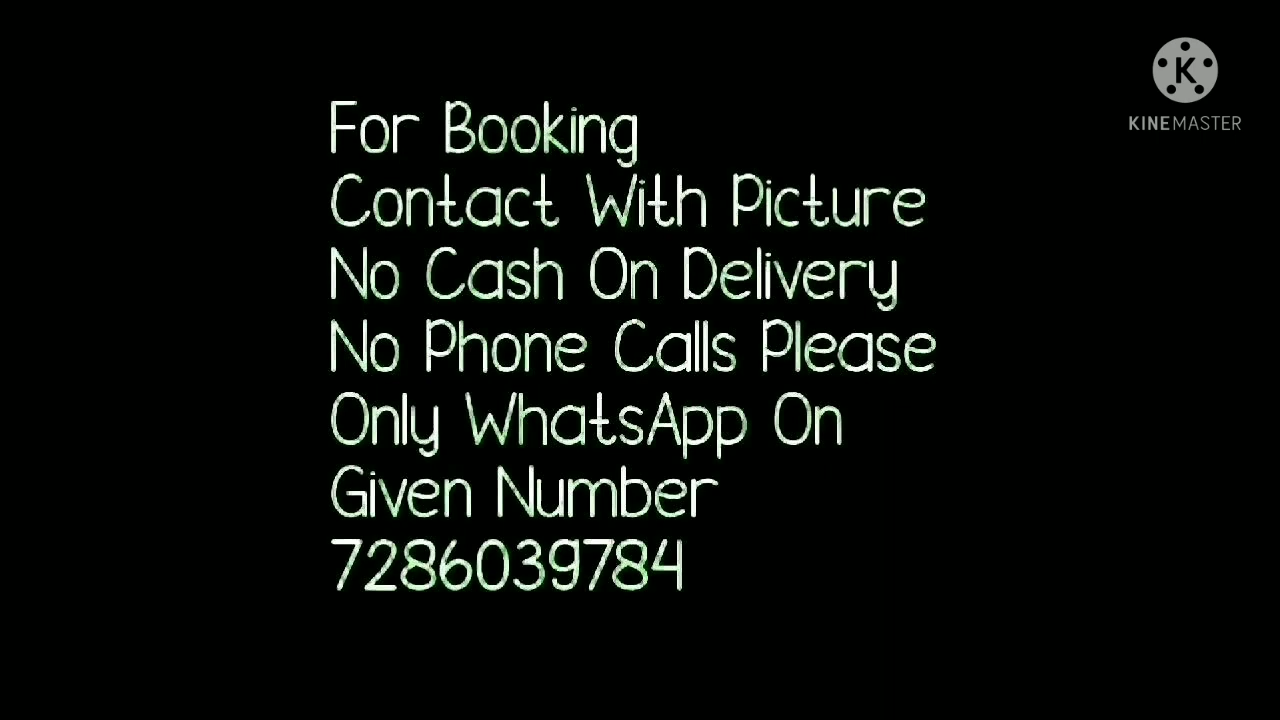 For Booking
Contact With Picture
No Cash On Delivery
No Phone Calls Please
Only WhatsApp On
Given Number
7286039784
K
KINEMASTER